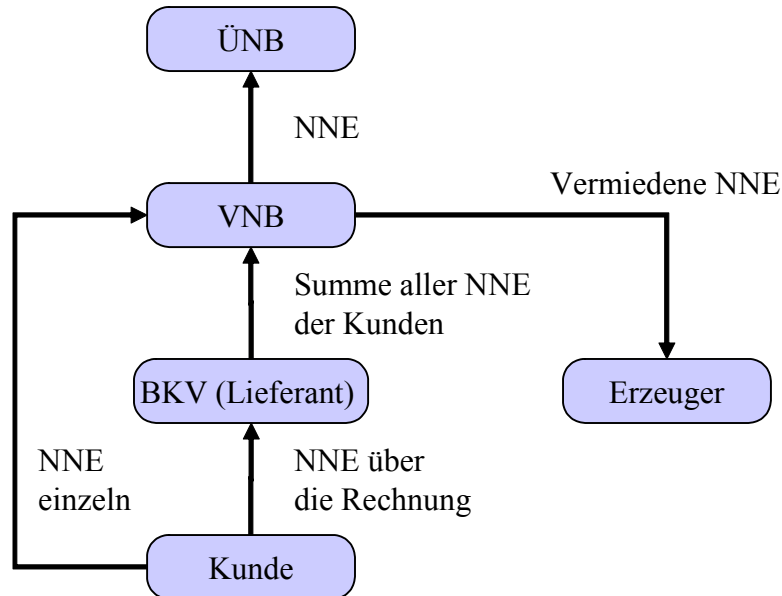 ÜNB
NNE
Vermiedene NNE
VNB
Summe aller NNE
der Kunden
BKV (Lieferant)
Erzeuger
NNE
einzeln
NNE über
die Rechnung
Kunde